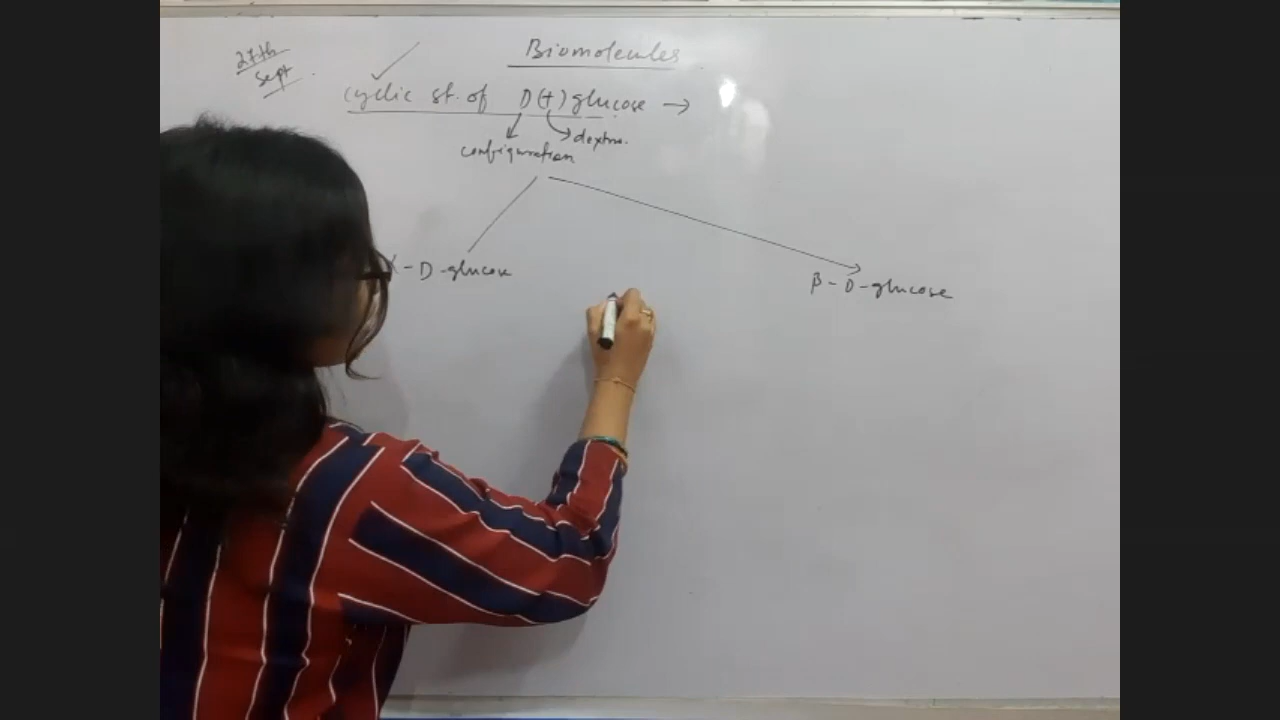 27th
Sept.
Biomolecules
cyclic st. of D(+) glucose →
dextro.
configuration
- D-glucose
β-D-glucose